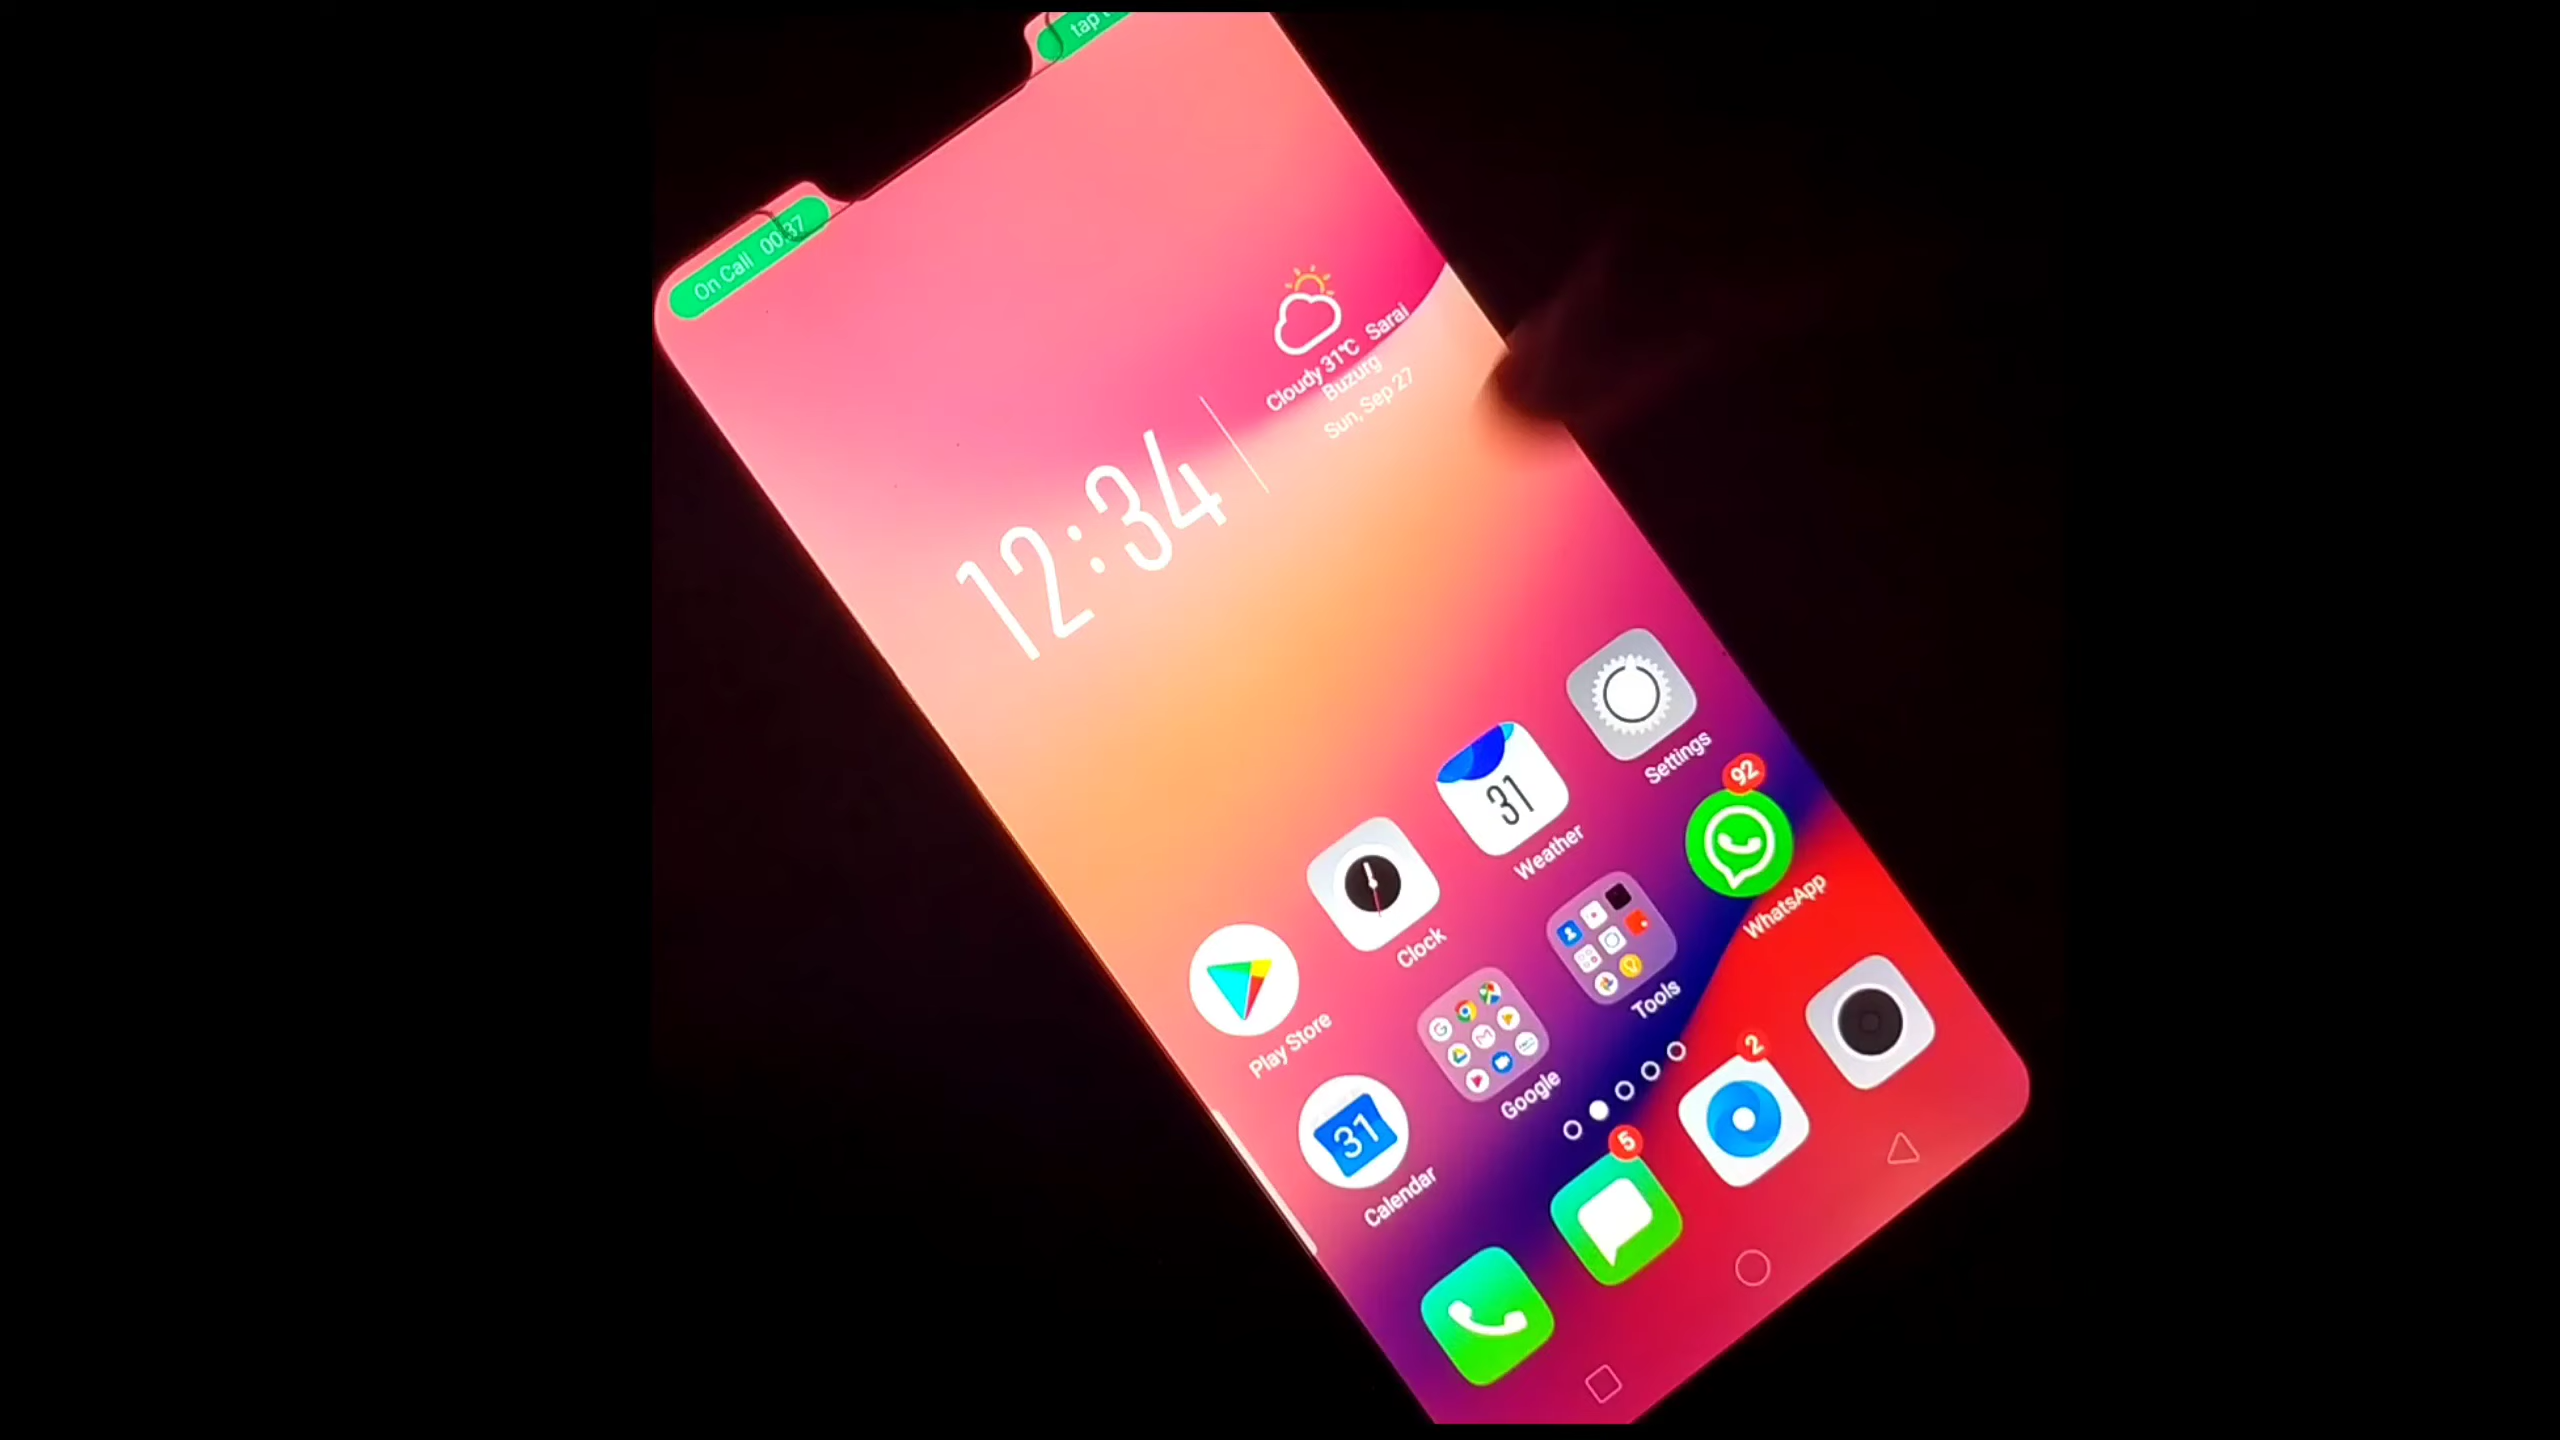 On Call 00:37
tap
Cloudy 31°C Sarai
Buzurg
Sun, Sep 27
12:34
Settings
31
Weather
Clock
Play Store
92
WhatsApp
Tools
Google
31
Calendar
2
5